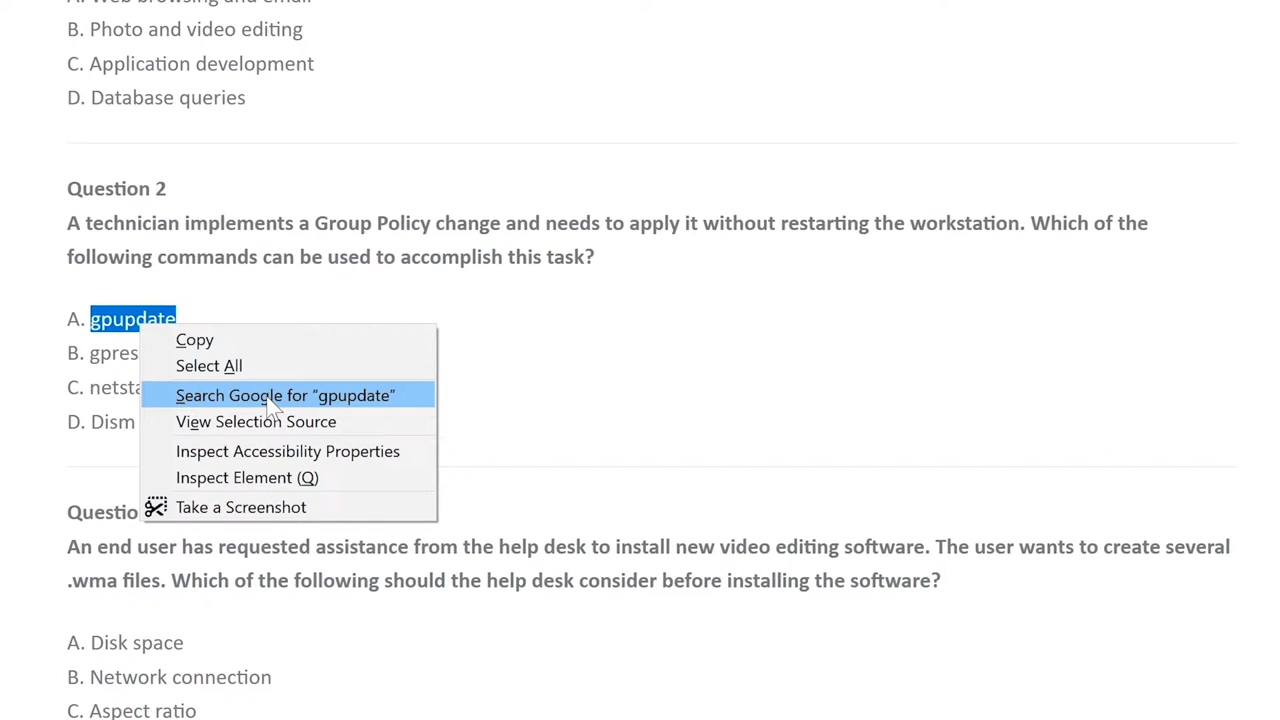 A. Web browsing and email
B. Photo and video editing
C. Application development
D. Database queries
Question 2
A technician implements a Group Policy change and needs to apply it without restarting the workstation. Which of the
following commands can be used to accomplish this task?
A. gpupdate
Copy
B. gpres
Select All
C. netsta
Search Google for “gpupdate”
D. Dism
View Selection Source
Inspect Accessibility Properties
Inspect Element (Q)
Take a Screenshot
Questio
An end user has requested assistance from the help desk to install new video editing software. The user wants to create several
.wma files. Which of the following should the help desk consider before installing the software?
A. Disk space
B. Network connection
C. Aspect ratio